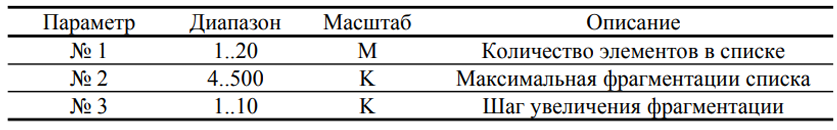 Параметр Диапазон Масштаб Описание
№ 1 1..20 М Количество элементов в списке
№ 2 4..500 К Максимальная фрагментации списка
№ 3 1..10 К Шаг увеличения фрагментации